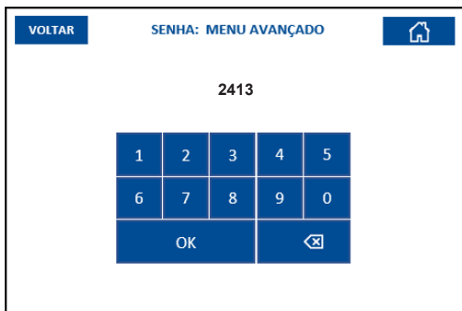 VOLTAR SENHA: MENU AVANÇADO
2413
1 2 3 4 5
6 7 8 9 0
OK